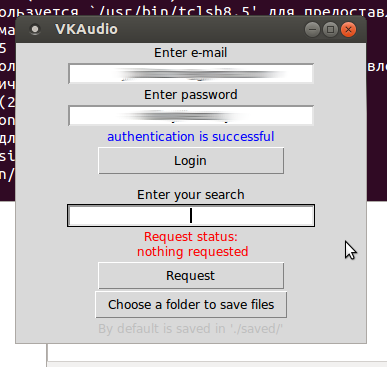 ользуется `/usr/bin/tclsh8.5' для предостав
VKAudio
Enter e-mail
Enter password
authentication is successful
Login
Enter your search
Request status:
nothing requested
Request
Choose a folder to save files
By default is saved in './saved/'